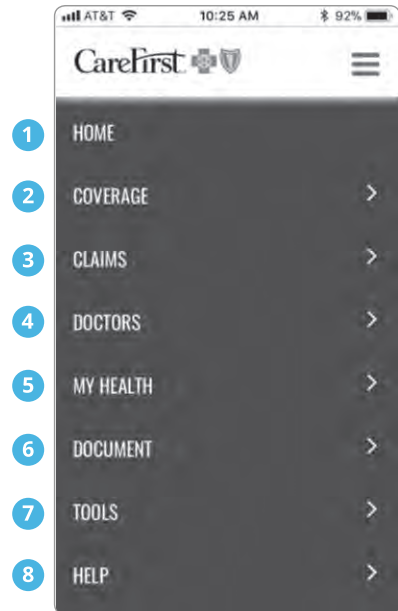 AT&T 10:25 AM 92%
CareFirst
1 HOME
2 COVERAGE
3 CLAIMS
4 DOCTORS
5 MY HEALTH
6 DOCUMENT
7 TOOLS
8 HELP